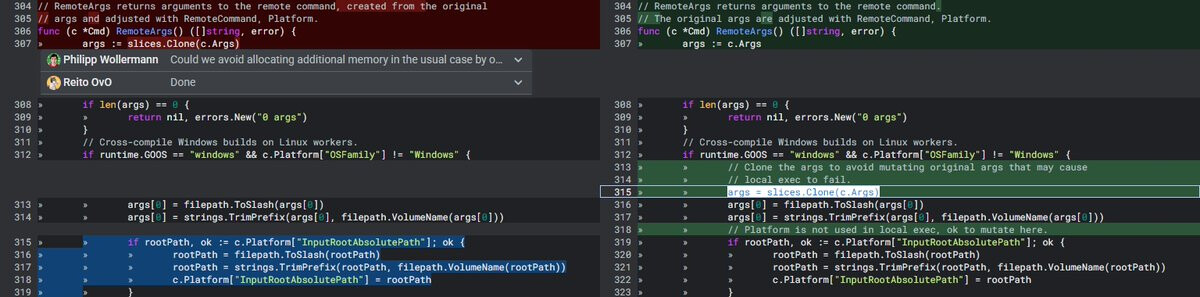 304 // RemoteArgs returns arguments to the remote command, created from the original
305 // args and adjusted with RemoteCommand, Platform.
306 func (c *Cmd) RemoteArgs() ([]string, error) {
307 » args := slices.Clone(c.Args)
Philipp Wollermann Could we avoid allocating additional memory in the usual case by o...
Reito OvO Done
308 » if len(args) == 0 {
309 » » return nil, errors.New("0 args")
310 » }
311 » // Cross-compile Windows builds on Linux workers.
312 » if runtime.GOOS == "windows" && c.Platform["OSFamily"] != "Windows" {
313 » » args[0] = filepath.ToSlash(args[0])
314 » » args[0] = strings.TrimPrefix(args[0], filepath.VolumeName(args[0]))
315 » » if rootPath, ok := c.Platform["InputRootAbsolutePath"]; ok {
316 » » » rootPath = filepath.ToSlash(rootPath)
317 » » » rootPath = strings.TrimPrefix(rootPath, filepath.VolumeName(rootPath))
318 » » » c.Platform["InputRootAbsolutePath"] = rootPath
319 » » }
304 // RemoteArgs returns arguments to the remote command.
305 // The original args are adjusted with RemoteCommand, Platform.
306 func (c *Cmd) RemoteArgs() ([]string, error) {
307 » args := c.Args
308 » if len(args) == 0 {
309 » » return nil, errors.New("0 args")
310 » }
311 » // Cross-compile Windows builds on Linux workers.
312 » if runtime.GOOS == "windows" && c.Platform["OSFamily"] != "Windows" {
313 » » // Clone the args to avoid mutating original args that may cause
314 » » // local exec to fail.
315 » » args = slices.Clone(c.Args)
316 » » args[0] = filepath.ToSlash(args[0])
317 » » args[0] = strings.TrimPrefix(args[0], filepath.VolumeName(args[0]))
318 » » // Platform is not used in local exec, ok to mutate here.
319 » » if rootPath, ok := c.Platform["InputRootAbsolutePath"]; ok {
320 » » » rootPath = filepath.ToSlash(rootPath)
321 » » » rootPath = strings.TrimPrefix(rootPath, filepath.VolumeName(rootPath))
322 » » » c.Platform["InputRootAbsolutePath"] = rootPath
323 » » }